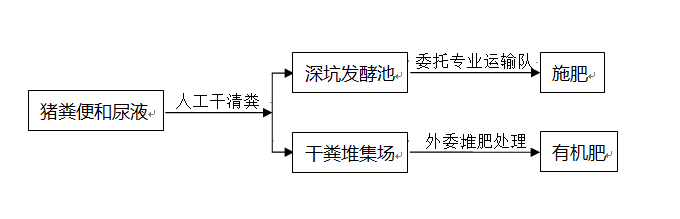 深坑发酵池
委托专业运输队
施肥
猪粪便和尿液
人工干清粪
干粪堆集场
外委堆肥处理
有机肥